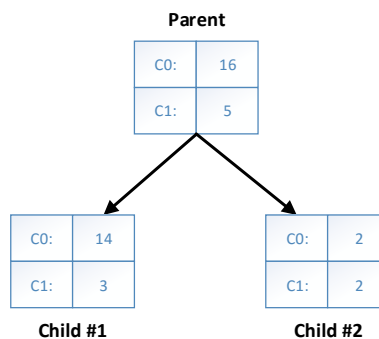 Parent
C0: 16
C1: 5
C0: 14
C1: 3
Child #1
C0: 2
C1: 2
Child #2